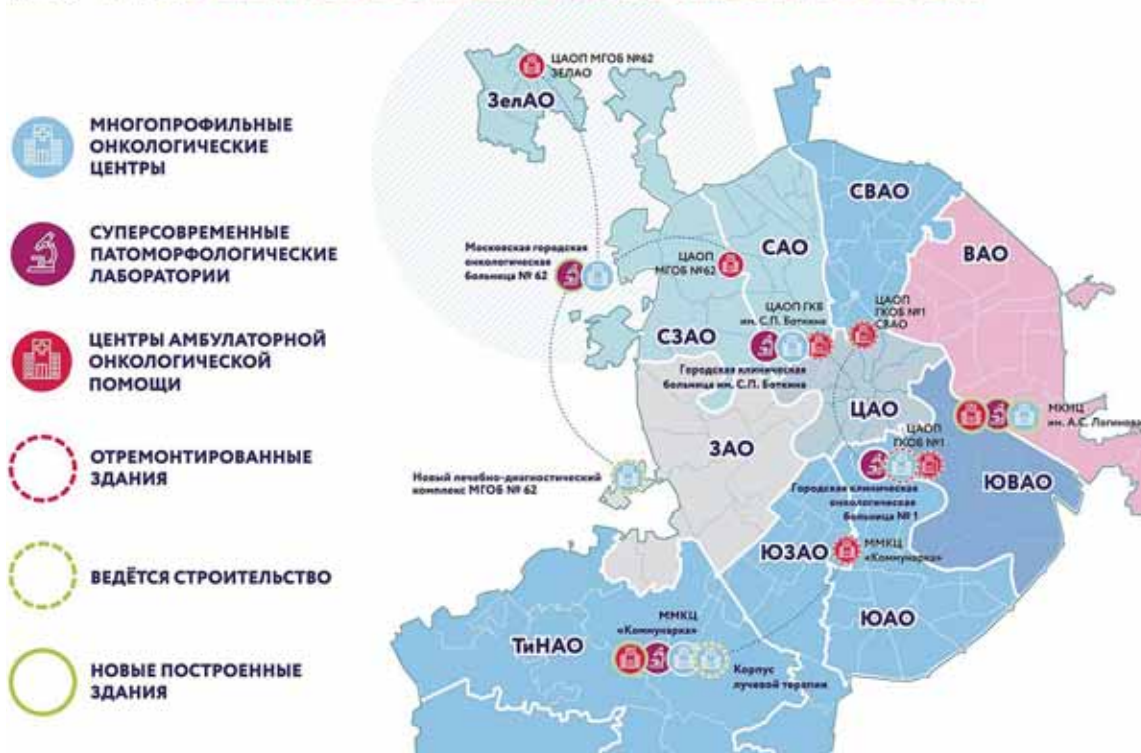 МНОГОПРОФИЛЬНЫЕ
ОНКОЛОГИЧЕСКИЕ
ЦЕНТРЫ
СУПЕРСОВРЕМЕННЫЕ
ПАТОМОРФОЛОГИЧЕСКИЕ
ЛАБОРАТОРИИ
ЦЕНТРЫ АМБУЛАТОРНОЙ
ОНКОЛОГИЧЕСКОЙ
ПОМОЩИ
ОТРЕМОНТИРОВАННЫЕ
ЗДАНИЯ
ВЕДЁТСЯ СТРОИТЕЛЬСТВО
НОВЫЕ ПОСТРОЕННЫЕ
ЗДАНИЯ
ЦАОП МГОБ №62
ЗЕЛАО
ЗелАО
СВАО
ВАО
САО
Московская городская
онкологическая
больница № 62
ЦАОП
МГОБ №62
ЦАОП ГКБ
им. С.П. Боткина
ЦАОП
ГКОБ №1
СВАО
СЗАО
Городская клиническая
больница им. С.П. Боткина
ЦАО
МКНЦ
им. А.С. Логинова
ЗАО
ЦАОП
ГКОБ №1
Новый лечебно-диагностический
комплекс МГОБ № 62
Городская клиническая
онкологическая
больница № 1
ЮВАО
ЮЗАО
ММКЦ
«Коммунарка»
ММКЦ
«Коммунарка»
ЮАО
ТиНАО
Корпус
лучевой терапии